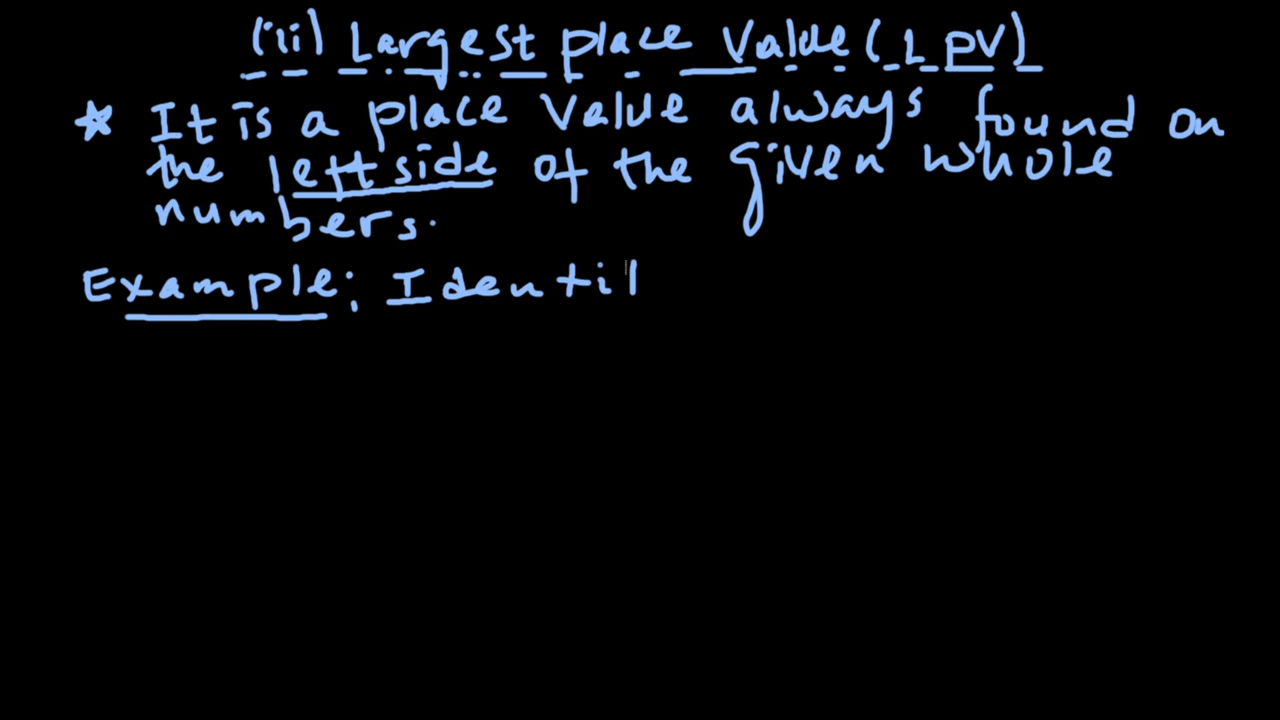 (ii) Largest place Value (LPV)
* It is a place Value always found on
the leftside of the given whole
numbers.
Example: Identil